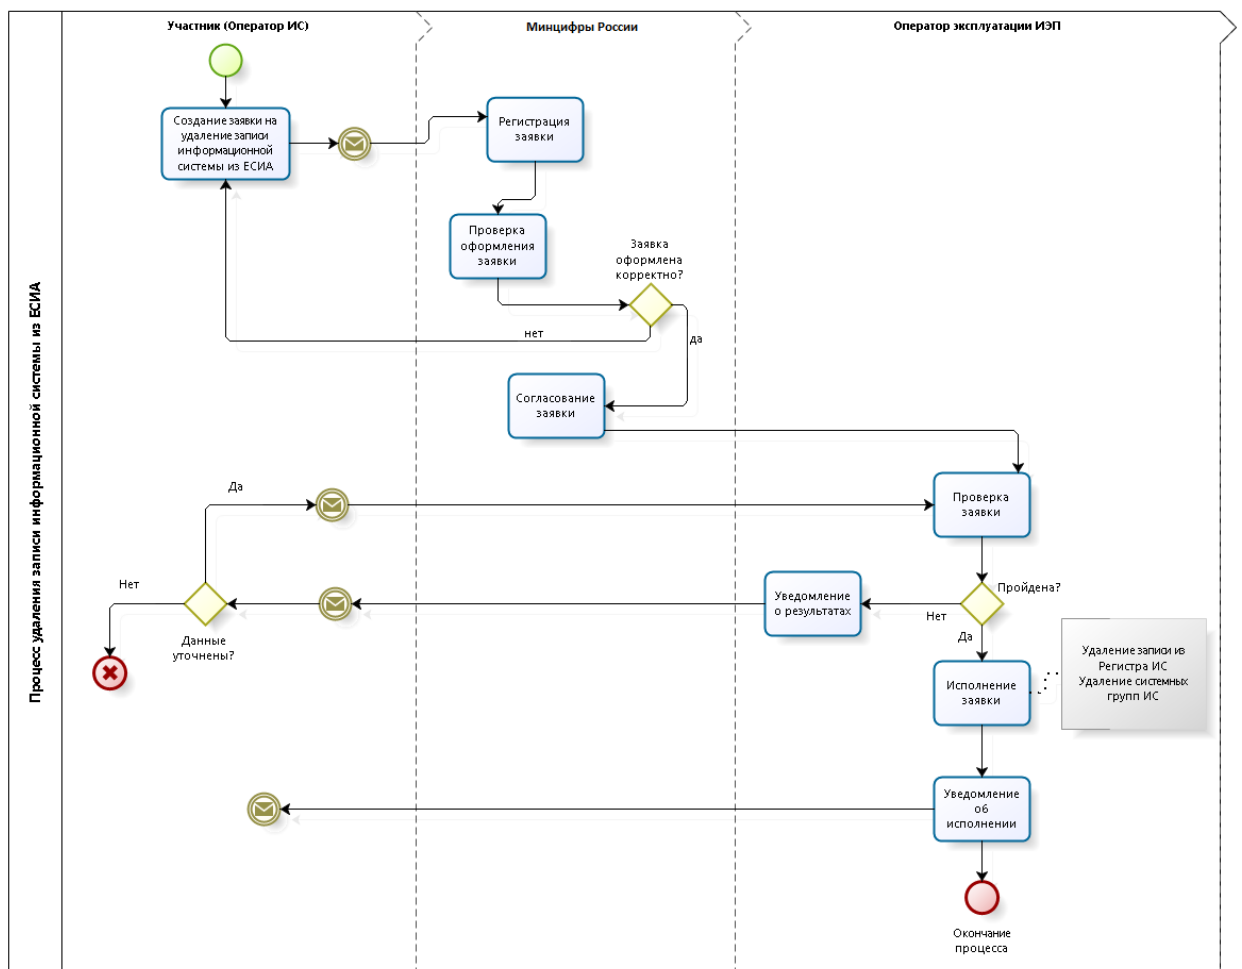 Участник (Оператор ИС)
Минцифры России
Оператор эксплуатации ИЭП
Процесс удаления записи информационной системы из ЕСИА
Создание заявки на
удаление записи
информационной
системы из ЕСИА
Регистрация
заявки
Проверка
оформления
заявки
Заявка
оформлена
корректно?
нет
да
Согласование
заявки
Да
Проверка
заявки
Нет
Данные
уточнены?
Уведомление
о результатах
Пройдена?
Нет
Да
Удаление записи из
Регистра ИС
Удаление системных
групп ИС
Исполнение
заявки
Уведомление
об
исполнении
Окончание
процесса